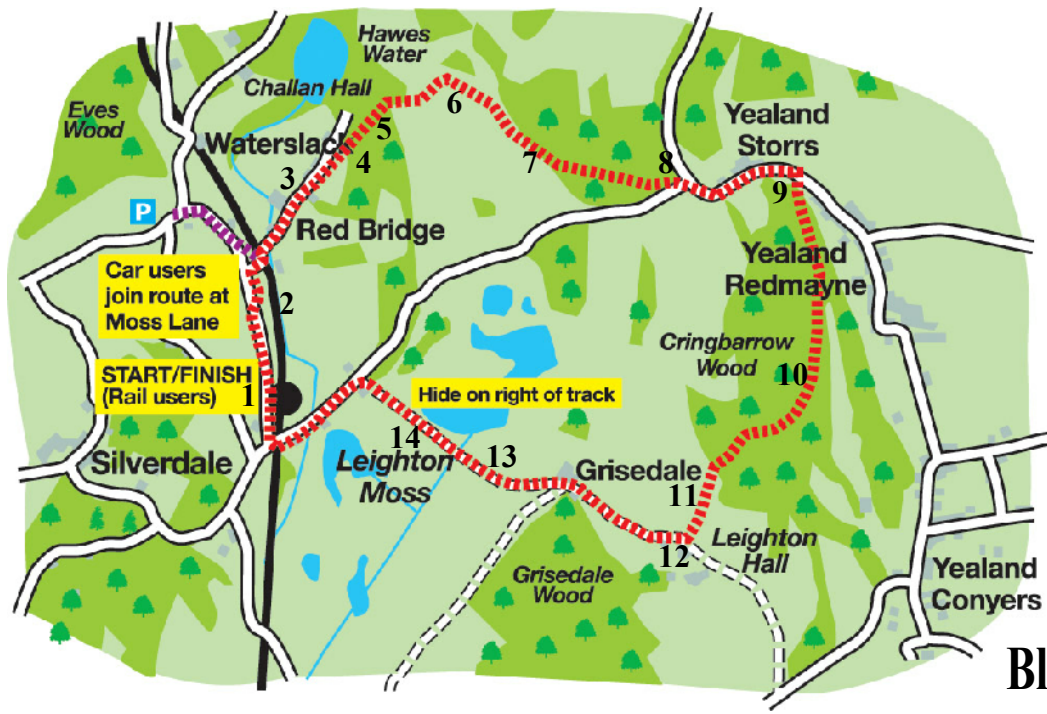 Hawes
Water
Challan Hall
Eves
Wood
6
5
4
Waterslack
3
7
8
Yeald
Storrs
9
P
Red Bridge
Yealand
Redmayne
Car users
join route at
Moss Lane
2
Cringbarrow
Wood
10
START/FINISH
(Rail users)
1
Hide on right of track
14
13
Silverdale
Leighton
Moss
Grisedale
11
12
Leighton
Hall
Grisedale
Wood
Yealand
Conyers
Bl